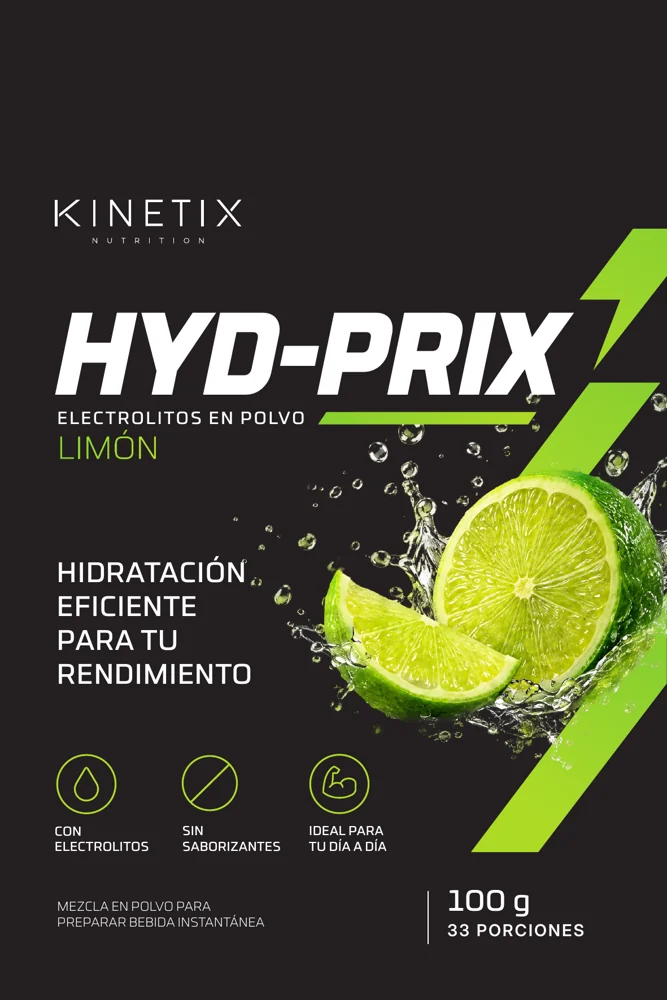 KINETIX
NUTRITION
HYD-PRIX
ELECTROLITOS EN POLVO
LIMÓN
HIDRATACIÓN
EFICIENTE
PARA TU
RENDIMIENTO
CON
ELECTROLITOS
SIN
SABORIZANTES
IDEAL PARA
TU DÍA A DÍA
MEZCLA EN POLVO PARA
PREPARAR BEBIDA INSTANTÁNEA
100 g
33 PORCIONES